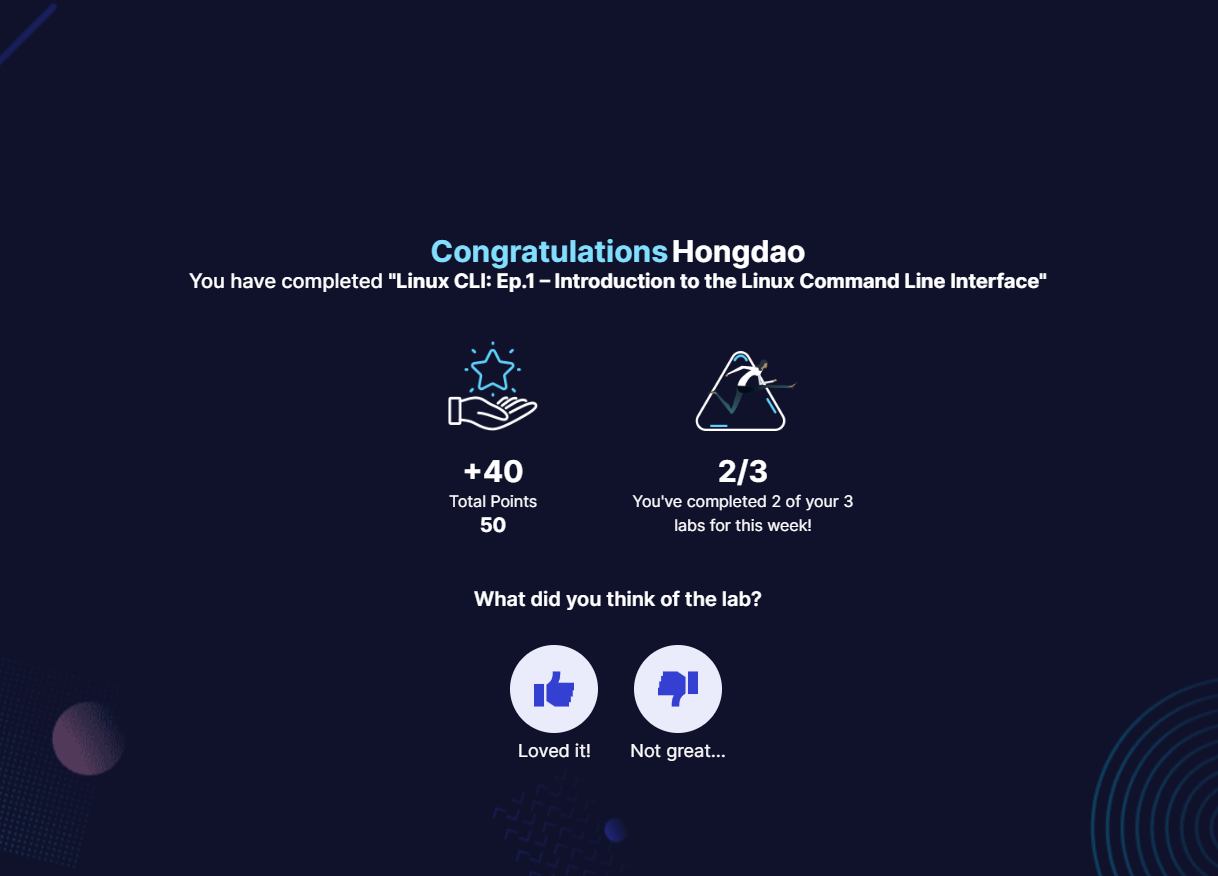 Congratulations Hongdao
You have completed "Linux CLI: Ep.1 – Introduction to the Linux Command Line Interface"
+40
Total Points
50
2/3
You've completed 2 of your 3
labs for this week!
What did you think of the lab?
Loved it!
Not great...